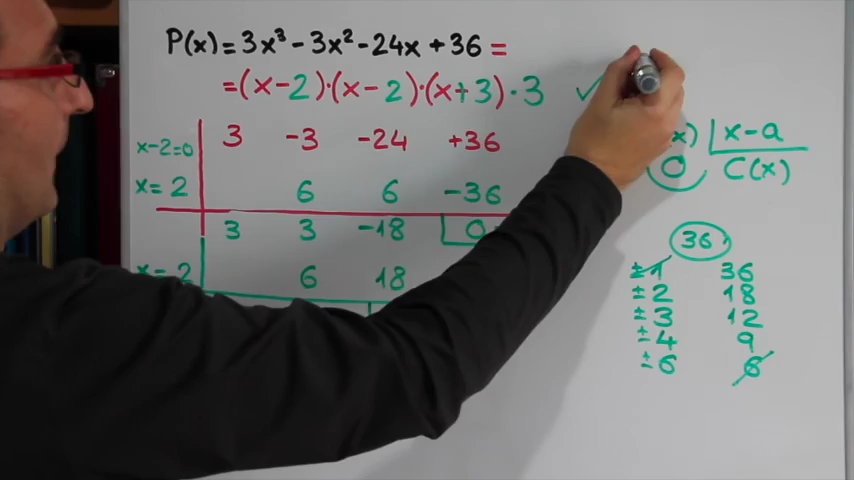 P(x) = 3x³ - 3x² - 24x + 36 =
= (x-2)·(x-2)·(x+3)·3 ✓
x-2=0 3 -3 -24 +36
x = 2 6 6 -36
3 3 -18 0
x = 2 6 18
x) x-a
0 C(x)
36
±1 36
±2 18
±3 12
±4 9
±6 6